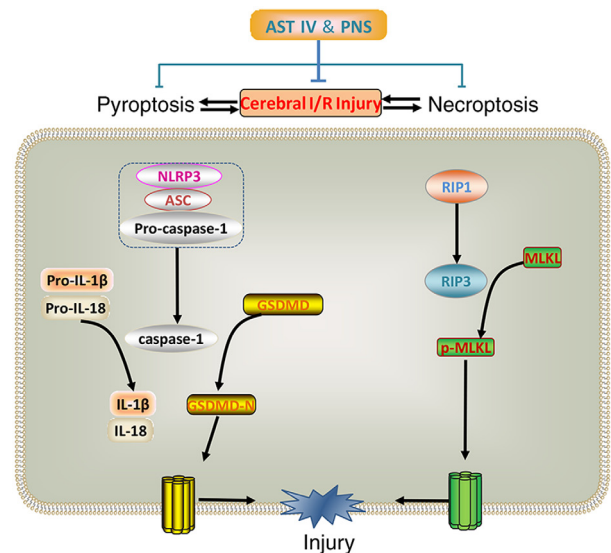 AST IV & PNS
Pyroptosis
Cerebral I/R Injury
Necroptosis
NLRP3
ASC
Pro-caspase-1
RIP1
Pro-IL-1β
Pro-IL-18
caspase-1
GSDMD
RIP3
MLKL
p-MLKL
IL-1β
IL-18
GSDMD-N
Injury